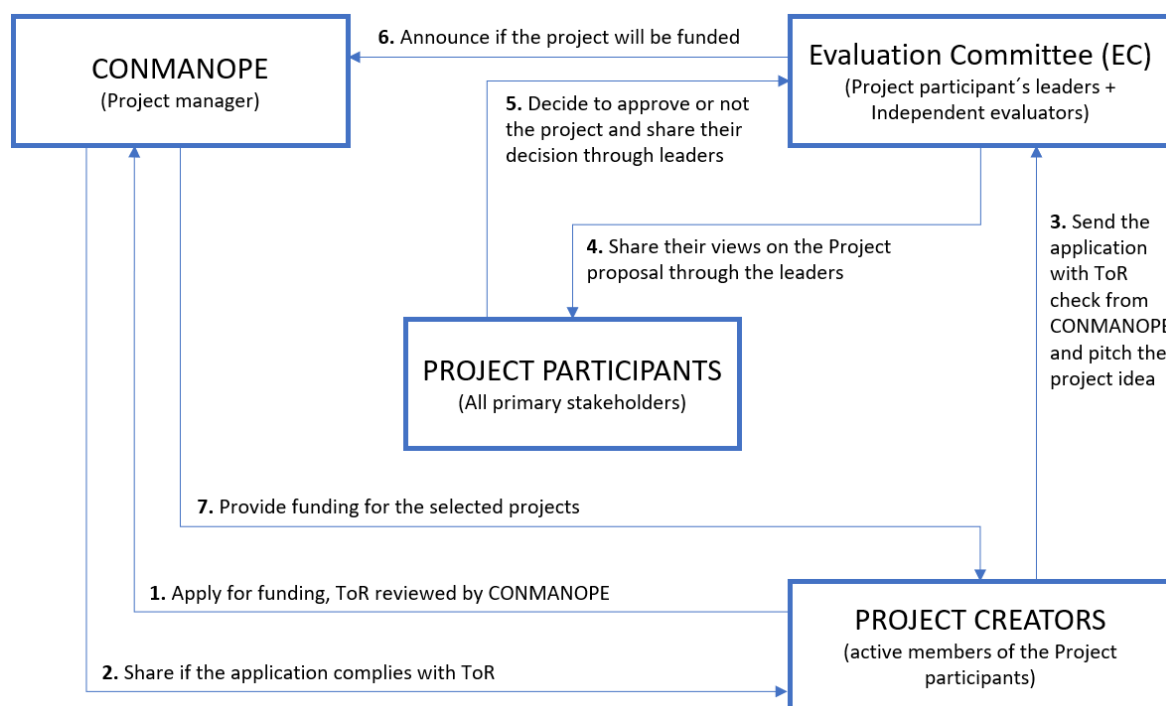 6. Announce if the project will be funded
CONMANOPE
(Project manager)
Evaluation Committee (EC)
(Project participant´s leaders +
Independent evaluators)
5. Decide to approve or not
the project and share their
decision through leaders
4. Share their views on the Project
proposal through the leaders
3. Send the
application
with ToR
check from
CONMANOPE
and pitch the
project idea
PROJECT PARTICIPANTS
(All primary stakeholders)
7. Provide funding for the selected projects
1. Apply for funding, ToR reviewed by CONMANOPE
2. Share if the application complies with ToR
PROJECT CREATORS
(active members of the Project
participants)